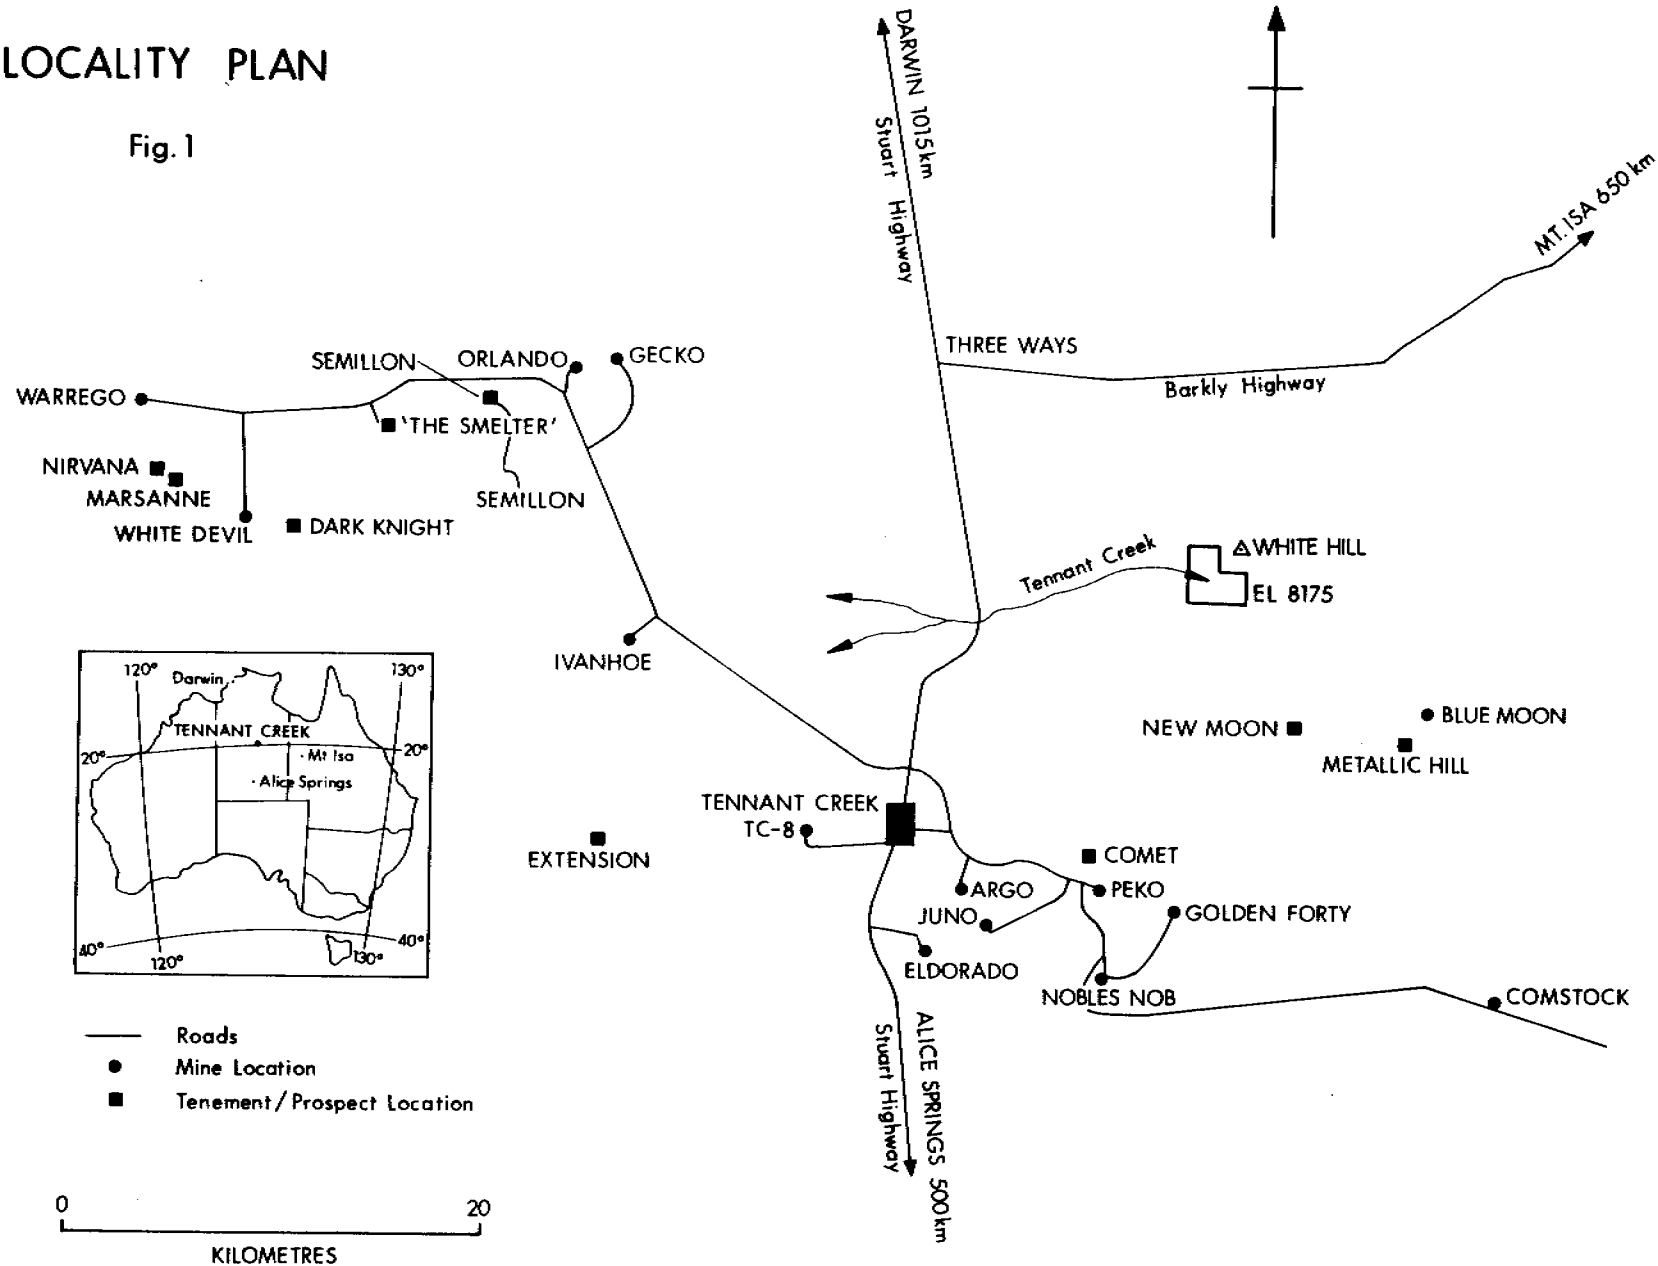 LOCALITY PLAN
Fig. 1
DARWIN 1015km
Stuart Highway
MT. ISA 650 km
THREE WAYS
Barkly Highway
SEMILLON
ORLANDO
GECKO
WARREGO
'THE SMELTER'
NIRVANA
MARSANNE
SEMILLON
WHITE DEVIL
DARK KNIGHT
Tennant Creek
WHITE HILL
EL 8175
IVANHOE
120°
130°
Darwin
TENNANT CREEK
20°
20°
Mt Isa
Alice Springs
40°
40°
120°
130°
NEW MOON
BLUE MOON
METALLIC HILL
TENNANT CREEK
TC-8
EXTENSION
COMET
ARGO
PEKO
JUNO
GOLDEN FORTY
ELDORADO
NOBLES NOB
COMSTOCK
ALICE SPRINGS 500km
Stuart Highway
Roads
Mine Location
Tenement/Prospect Location
0 20
KILOMETRES